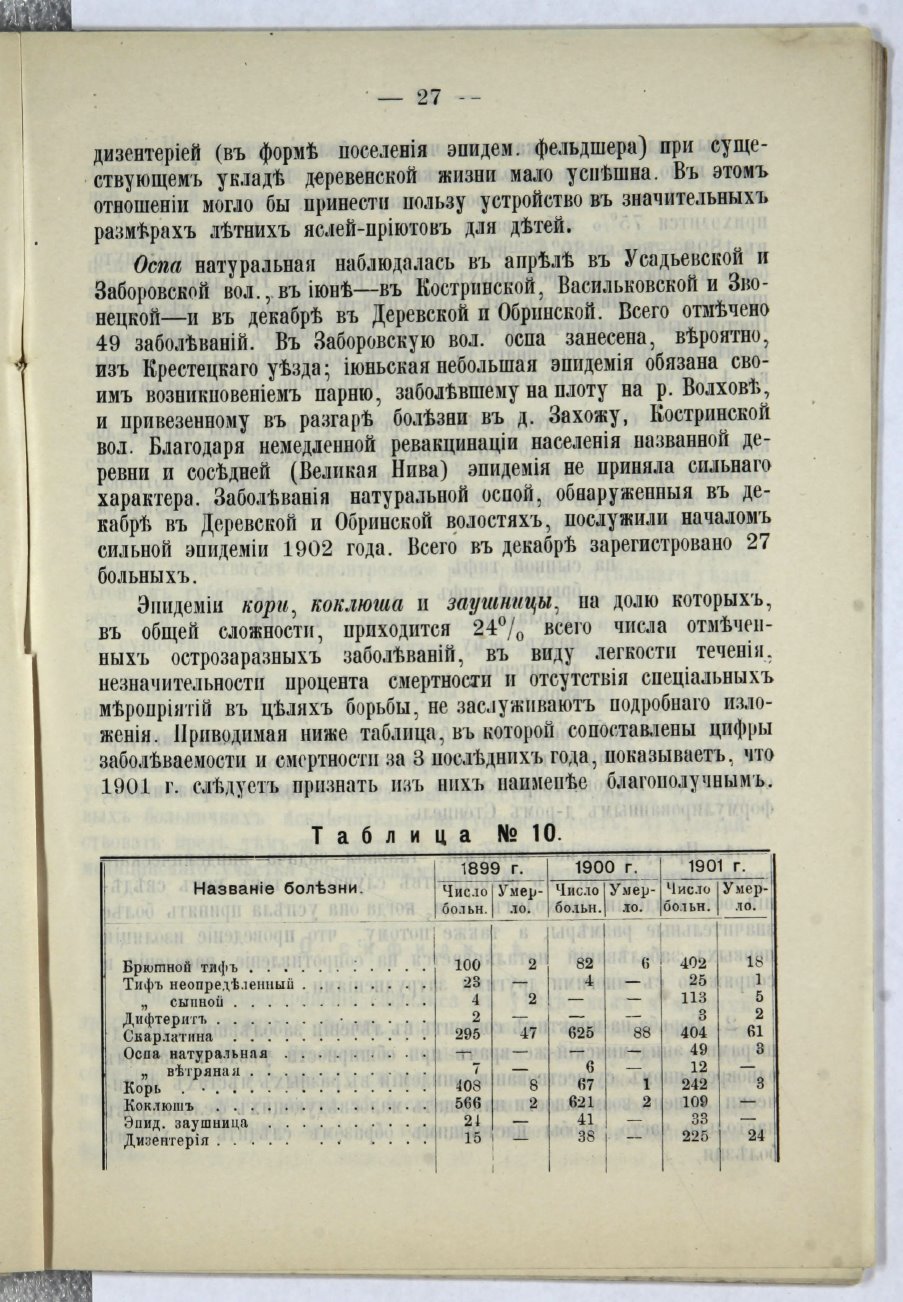 — 27 --
дизентеріей (въ формѣ поселенія эпидем. фельдшера) при суще-
ствующемъ укладѣ деревенской жизни мало успѣшна. Въ этомъ
отношеніи могло бы принести пользу устройство въ значительныхъ
размѣрахъ лѣтнихъ яслей-пріютовъ для дѣтей.
Оспа натуральная наблюдалась въ апрѣлѣ въ Усадьевской и
Заборовской вол., въ іюнѣ—въ Костринской, Васильковской и Зво-
нецкой—и въ декабрѣ въ Деревской и Обринской. Всего отмѣчено
49 заболѣваній. Въ Заборовскую вол. оспа занесена, вѣроятно,
изъ Крестецкаго уѣзда; іюньская небольшая эпидемія обязана сво-
имъ возникновеніемъ парню, заболѣвшему на плоту на р. Волховѣ,
и привезенному въ разгарѣ болѣзни въ д. Захожу, Костринской
вол. Благодаря немедленной ревакцинаціи населенія названной де-
ревни и сосѣдней (Великая Нива) эпидемія не приняла сильнаго
характера. Заболѣванія натуральной оспой, обнаруженныя въ де-
кабрѣ въ Деревской и Обринской волостяхъ, послужили началомъ
сильной эпидеміи 1902 года. Всего въ декабрѣ зарегистровано 27
больныхъ.
Эпидеміи кори, коклюша и заушницы, на долю которыхъ,
въ общей сложности, приходится 24% всего числа отмѣчен-
ныхъ острозаразныхъ заболѣваній, въ виду легкости теченія,
незначительности процента смертности и отсутствія спеціальныхъ
мѣропріятій въ цѣляхъ борьбы, не заслуживаютъ подробнаго изло-
женія. Приводимая ниже таблица, въ которой сопоставлены цифры
заболѣваемости и смертности за 3 послѣднихъ года, показываетъ, что
1901 г. слѣдуетъ признать изъ нихъ наименѣе благополучнымъ.
Таблица № 10.
Названіе болѣзни. 1899 г. 1900 г. 1901 г.
Число Умер- Число Умер- Число Умер-
больн. ло. больн. ло. больн. ло.
Брютной тифъ . . . . . . . . . . . 100 2 82 6 402 18
Тифъ неопредѣленный . . . . . . . . 23 — 4 — 25 1
„ сыпной . . . . . . . . . . . . 4 2 — — 113 5
Дифтеритъ . . . . . . . . . . . . . 2 — — — 3 2
Скарлатина . . . . . . . . . . . . 295 47 625 88 404 61
Оспа натуральная . . . . . . . . . — — — — 49 3
„ вѣтряная . . . . . . . . . . . 7 — 6 — 12 —
Корь . . . . . . . . . . . . . . . 408 8 67 1 242 3
Коклюшъ . . . . . . . . . . . . . 566 2 621 2 109 —
Эпид. заушница . . . . . . . . . . 21 — 41 — 33 —
Дизентерія . . . . . . . . . . . . 15 — 38 — 225 24